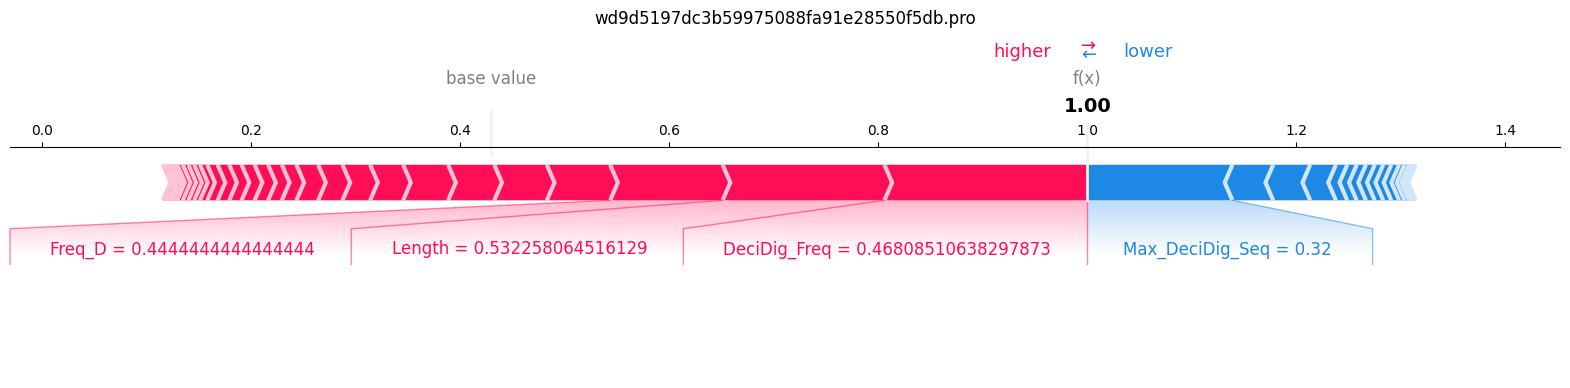 wd9d5197dc3b59975088fa91e28550f5db.pro
higher → ← lower
base value f(x)
1.00
0.0 0.2 0.4 0.6 0.8 1.0 1.2 1.4
Freq_D = 0.4444444444444444 Length = 0.532258064516129 DeciDig_Freq = 0.46808510638297873 Max_DeciDig_Seq = 0.32